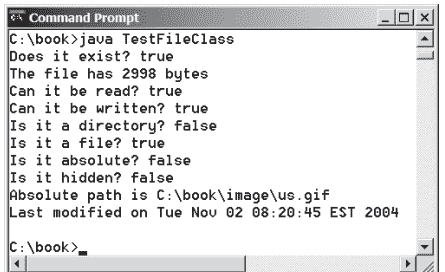 Command Prompt
C:\book>java TestFileClass
Does it exist? true
The file has 2998 bytes
Can it be read? true
Can it be written? true
Is it a directory? false
Is it a file? true
Is it absolute? false
Is it hidden? false
Absolute path is C:\book\image\us.gif
Last modified on Tue Nov 02 08:20:45 EST 2004
C:\book>_